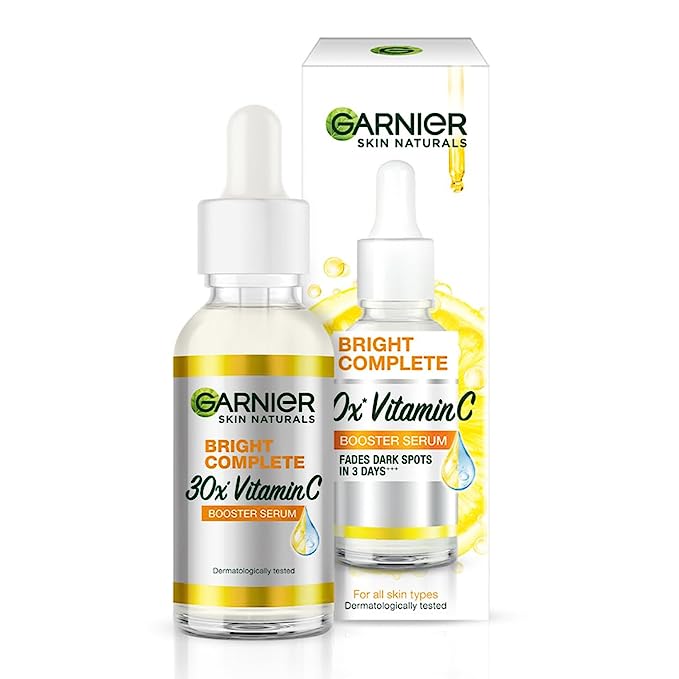 GARNIER
SKIN NATURALS
BRIGHT
COMPLETE
30x Vitamin C
BOOSTER SERUM
Dermatologically tested
GARNIER
SKIN NATURALS
BRIGHT
COMPLETE
0x* Vitamin C
BOOSTER SERUM
FADES DARK SPOTS
IN 3 DAYS+++
For all skin types
Dermatologically tested